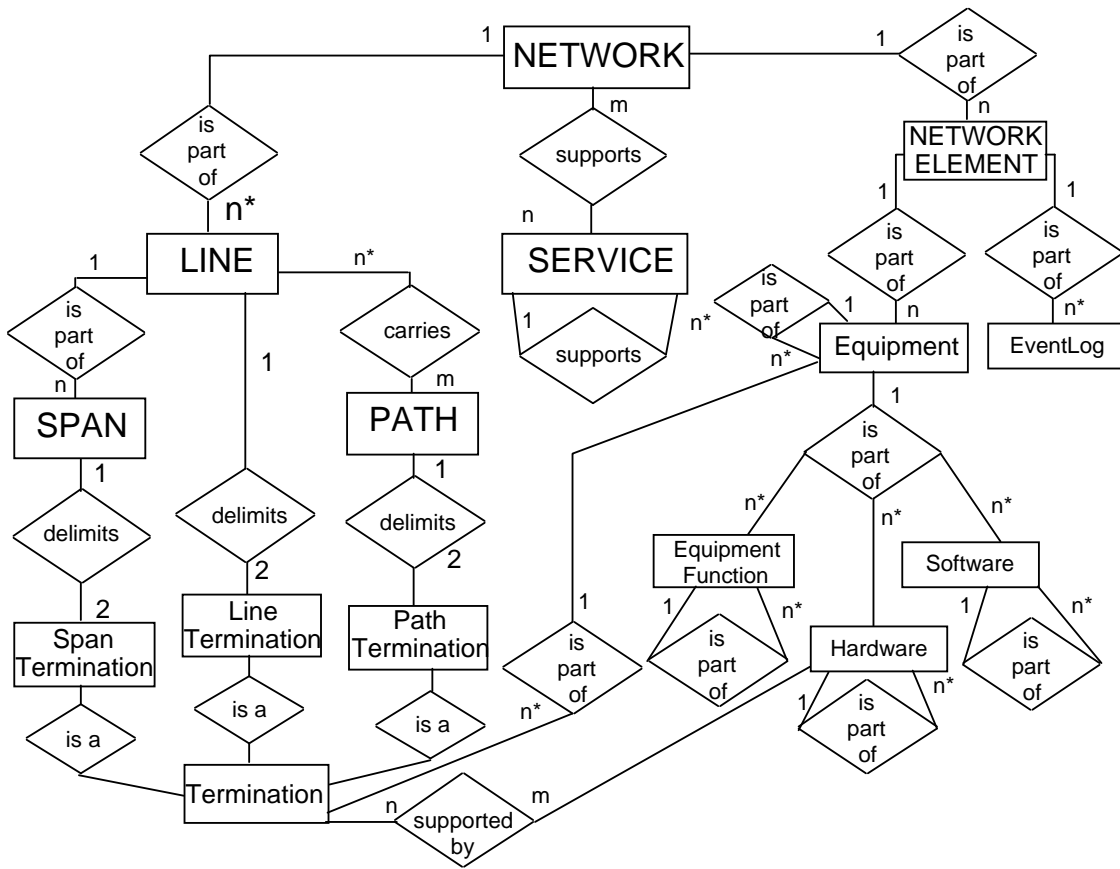 1
NETWORK
1
is
part
of
is
part
of
m
supports
n
NETWORK
ELEMENT
n*
n
1
1
LINE
SERVICE
is
part
of
is
part
of
1
n*
is
part
of
1
supports
n*
is
part
of
1
n*
n
n*
Equipment
EventLog
carries
1
n
m
SPAN
PATH
1
is
part
of
1
1
delimits
delimits
delimits
n*
n*
n*
2
2
2
Equipment
Function
Software
Span
Termination
Line
Termination
Path
Termination
1
is
part
of
n*
1
is
part
of
n*
Hardware
1
is
part
of
n*
1
is
part
of
n*
is a
is a
is a
Termination
n
supported
by
m